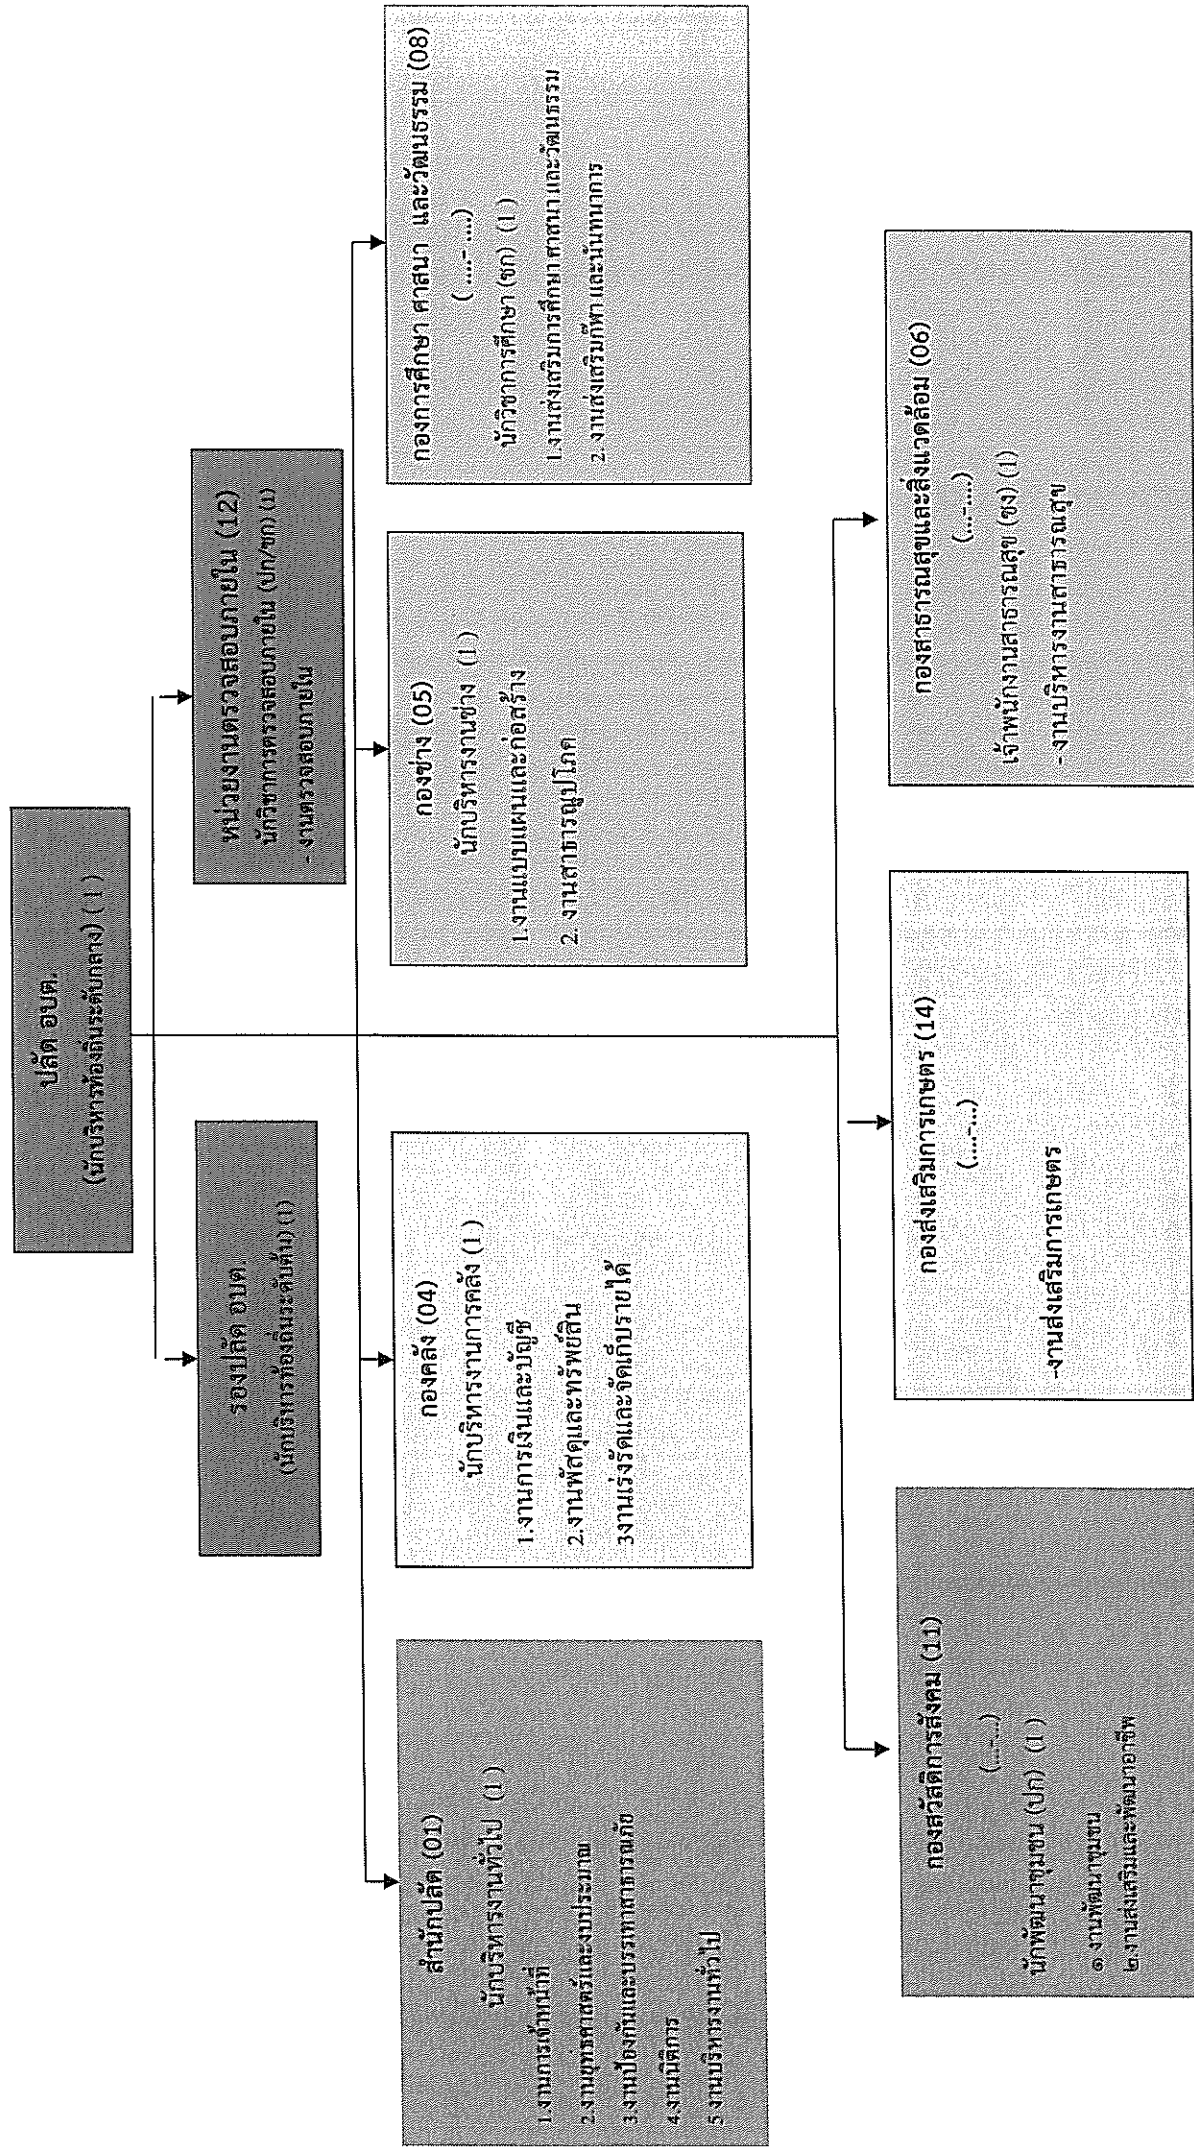 ปลัด อบต.
(นักบริหารท้องถิ่นระดับกลาง) ( 1 )
รองปลัด อบต.
(นักบริหารท้องถิ่นระดับต้น) (1)
หน่วยงานตรวจสอบภายใน (12)
นักวิชาการตรวจสอบภายใน (ปก/ชก) (1)
- งานตรวจสอบภายใน
สำนักปลัด (01)
นักบริหารงานทั่วไป (1 )
1.งานการเจ้าหน้าที่
2.งานยุทธศาสตร์และงบประมาณ
3.งานป้องกันและบรรเทาสาธารณภัย
4.งานนิติการ
5.งานบริหารงานทั่วไป
กองคลัง (04)
นักบริหารงานการคลัง (1 )
1.งานการเงินและบัญชี
2.งานพัสดุและทรัพย์สิน
3งานเร่งรัดและจัดเก็บรายได้
กองช่าง (05)
นักบริหารงานช่าง (1 )
1.งานแบบแผนและก่อสร้าง
2. งานสาธารณูปโภค
กองการศึกษา ศาสนา และวัฒนธรรม (08)
( ....- ....)
นักวิชาการศึกษา (ชก) (1 )
1.งานส่งเสริมการศึกษา ศาสนา และวัฒนธรรม
2. งานส่งเสริมกีฬา และนันทนาการ
กองสวัสดิการสังคม (11)
(...-...)
นักพัฒนาชุมชน (ปก) (1 )
๑. งานพัฒนาชุมชน
๒.งานส่งเสริมและพัฒนาอาชีพ
กองส่งเสริมการเกษตร (14)
(....-...)
-งานส่งเสริมการเกษตร
กองสาธารณสุขและสิ่งแวดล้อม (06)
(...-....)
เจ้าพนักงานสาธารณสุข (ชง) (1)
- งานบริหารงานสาธารณสุข